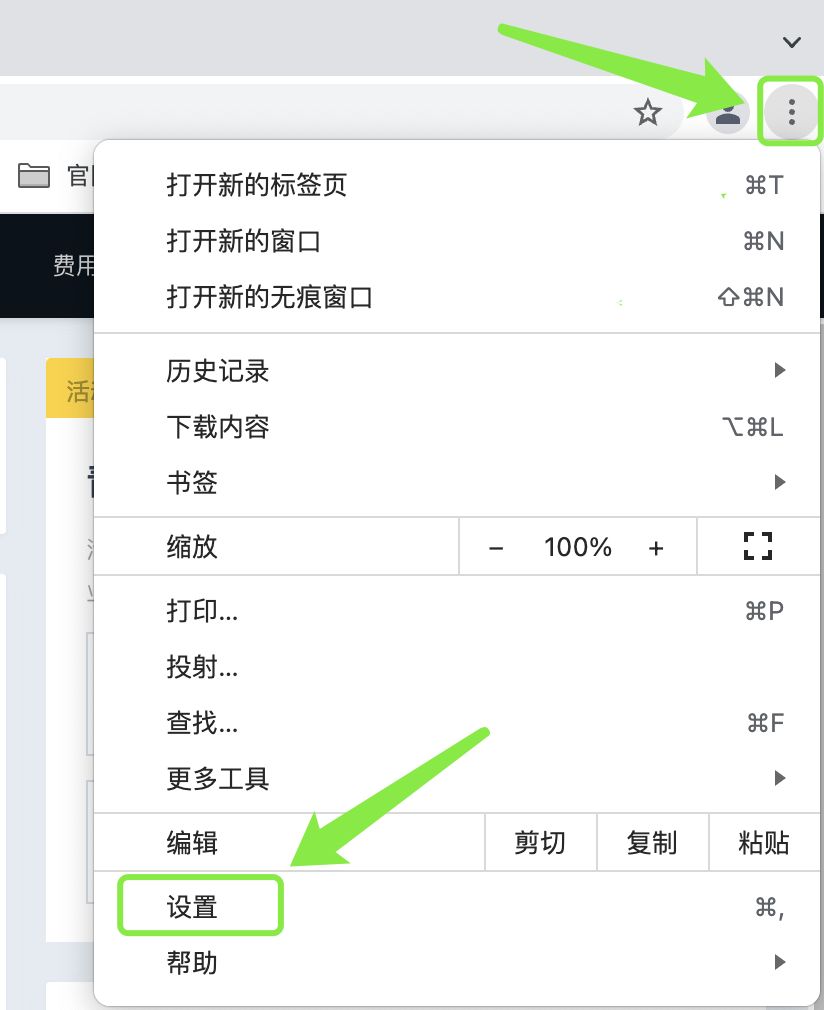 官
费用
打开新的标签页 ⌘T
打开新的窗口 ⌘N
打开新的无痕窗口 ⇧⌘N
历史记录
活
下载内容 ⌥⌘L
书签
缩放 − 100% +
打印... ⌘P
投射...
查找... ⌘F
更多工具
编辑 剪切 复制 粘贴
设置 ⌘,
帮助